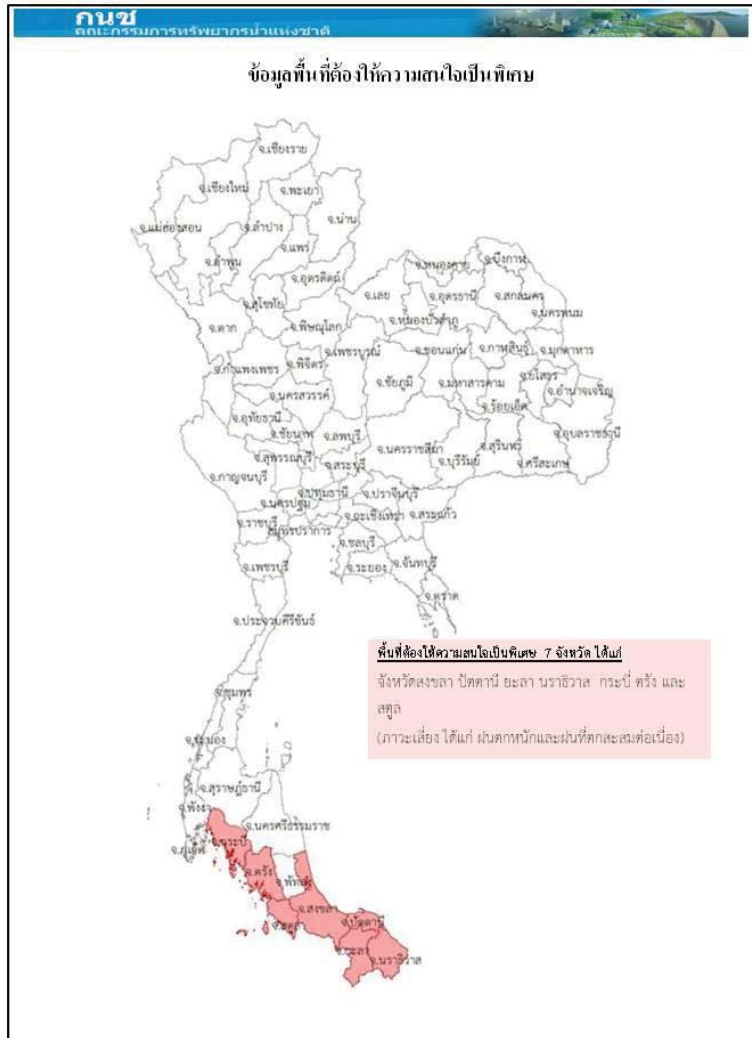 กนช
คณะกรรมการทรัพยากรน้ำแห่งชาติ
ข้อมูลพื้นที่ต้องให้ความสนใจเป็นพิเศษ
จ.เชียงราย
จ.เชียงใหม่
จ.พะเยา
จ.น่าน
จ.แม่ฮ่องสอน
จ.ลำปาง
จ.แพร่
จ.ลำพูน
จ.อุตรดิตถ์
จ.หนองคาย
จ.บึงกาฬ
จ.เลย
จ.อุดรธานี
จ.สกลนคร
จ.นครพนม
จ.สุโขทัย
จ.ตาก
จ.พิษณุโลก
จ.หนองบัวลำภู
จ.เพชรบูรณ์
จ.ขอนแก่น
จ.กาฬสินธุ์
จ.มุกดาหาร
จ.กำแพงเพชร
จ.พิจิตร
จ.ชัยภูมิ
จ.มหาสารคาม
จ.ยโสธร
จ.อำนาจเจริญ
จ.นครสวรรค์
จ.ร้อยเอ็ด
จ.อุทัยธานี
จ.ชัยนาท
จ.ลพบุรี
จ.นครราชสีมา
จ.สุรินทร์
จ.อุบลราชธานี
จ.สุพรรณบุรี
จ.สระบุรี
จ.บุรีรัมย์
จ.ศรีสะเกษ
จ.กาญจนบุรี
จ.ปทุมธานี
จ.ปราจีนบุรี
จ.นครปฐม
จ.ฉะเชิงเทรา
จ.สระแก้ว
จ.ราชบุรี
สมุทรปราการ
จ.ชลบุรี
จ.เพชรบุรี
จ.ระยอง
จ.จันทบุรี
จ.ตราด
จ.ประจวบคีรีขันธ์
พื้นที่ต้องให้ความสนใจเป็นพิเศษ 7 จังหวัด ได้แก่
จังหวัดสงขลา ปัตตานี ยะลา นราธิวาส กระบี่ ตรัง และ
สตูล
(ภาวะเสี่ยง ได้แก่ ฝนตกหนักและฝนที่ตกสะสมต่อเนื่อง)
จ.ชุมพร
จ.ระนอง
จ.สุราษฎ์ธานี
จ.พังงา
จ.นครศรีธรรมราช
จ.ภูเก็ต
จ.กระบี่
จ.ตรัง
จ.พัทลุง
จ.สงขลา
จ.สตูล
จ.ปัตตานี
จ.ยะลา
จ.นราธิวาส